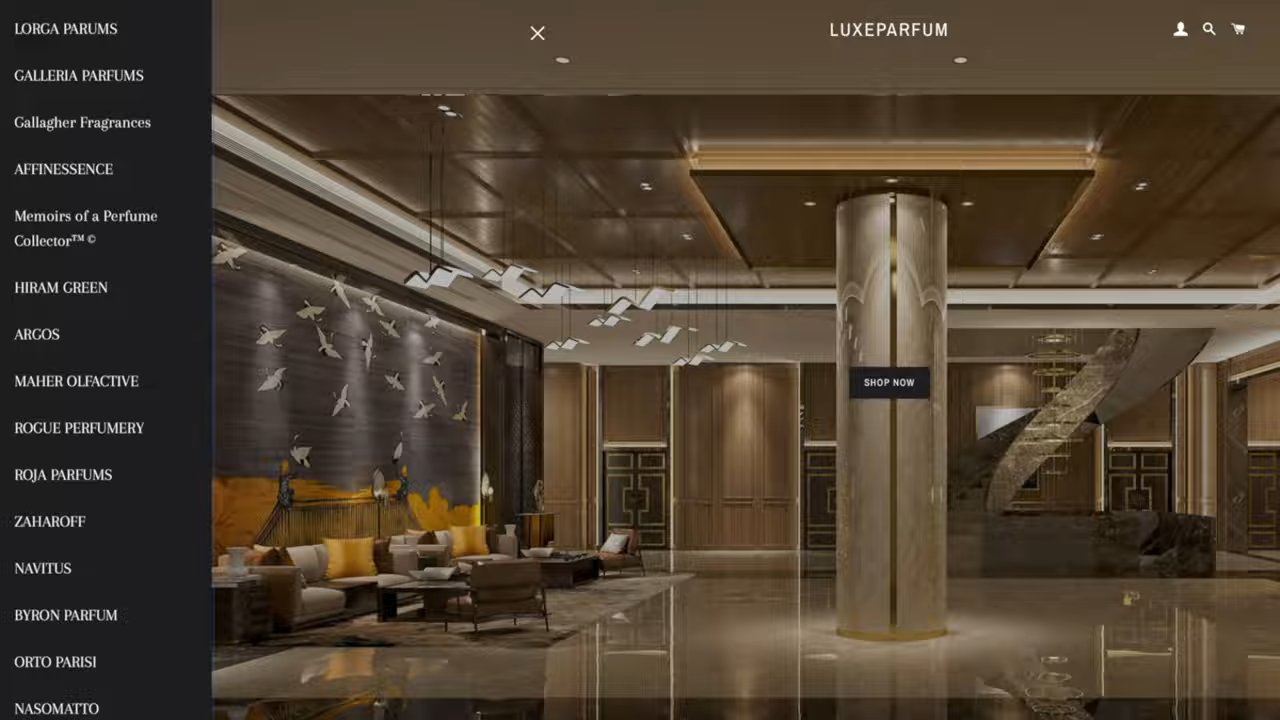 LORGA PARUMS
GALLERIA PARFUMS
Gallagher Fragrances
AFFINESSENCE
Memoirs of a Perfume
Collector™ ©
HIRAM GREEN
ARGOS
MAHER OLFACTIVE
ROGUE PERFUMERY
ROJA PARFUMS
ZAHAROFF
NAVITUS
BYRON PARFUM
ORTO PARISI
NASOMATTO
LUXEPARFUM
SHOP NOW